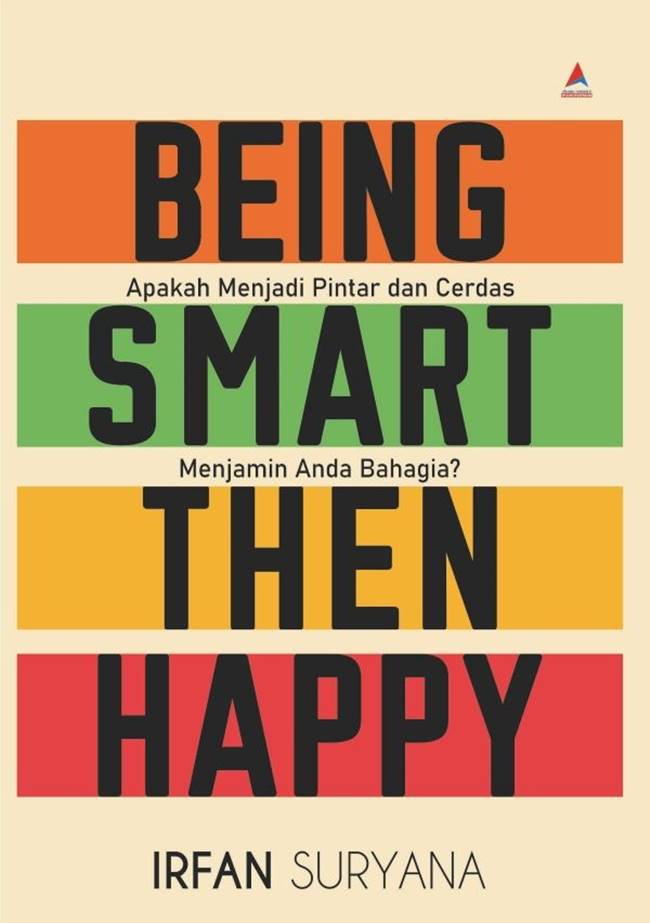 BEING
Apakah Menjadi Pintar dan Cerdas
SMART
Menjamin Anda Bahagia?
THEN
HAPPY
IRFAN SURYANA